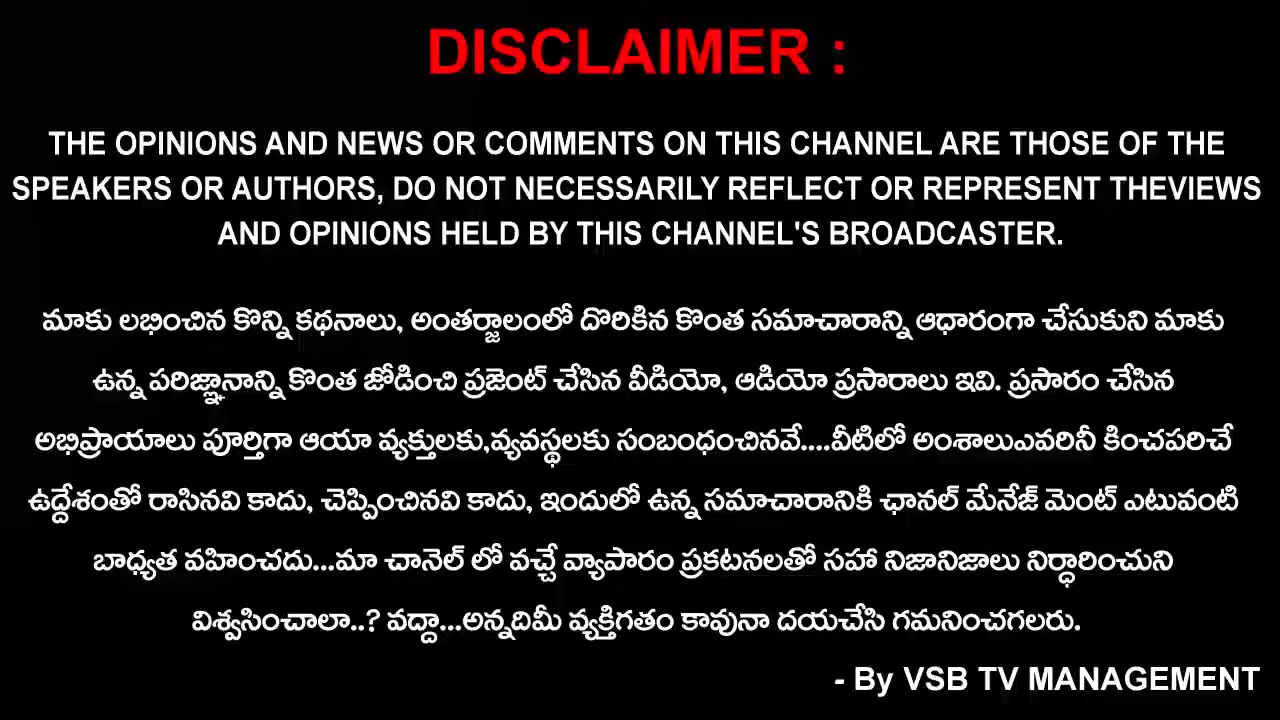 DISCLAIMER :
THE OPINIONS AND NEWS OR COMMENTS ON THIS CHANNEL ARE THOSE OF THE
SPEAKERS OR AUTHORS, DO NOT NECESSARILY REFLECT OR REPRESENT THEVIEWS
AND OPINIONS HELD BY THIS CHANNEL'S BROADCASTER.
మాకు లభించిన కొన్ని కథనాలు, అంతర్జాలంలో దొరికిన కొంత సమాచారాన్ని ఆధారంగా చేసుకుని మాకు
ఉన్న పరిజ్ఞానాన్ని కొంత జోడించి ప్రజెంట్ చేసిన వీడియో, ఆడియో ప్రసారాలు ఇవి. ప్రసారం చేసిన
అభిప్రాయాలు పూర్తిగా ఆయా వ్యక్తులకు,వ్యవస్థలకు సంబంధంచినవే....వీటిలో అంశాలుఎవరినీ కించపరిచే
ఉద్దేశంతో రాసినవి కాదు, చెప్పించినవి కాదు, ఇందులో ఉన్న సమాచారానికి ఛానల్ మేనేజ్ మెంట్ ఎటువంటి
బాధ్యత వహించదు...మా చానెల్ లో వచ్చే వ్యాపారం ప్రకటనలతో సహా నిజానిజాలు నిర్ధారించుని
విశ్వసించాలా..? వద్దా...అన్నదిమీ వ్యక్తిగతం కావునా దయచేసి గమనించగలరు.
- By VSB TV MANAGEMENT